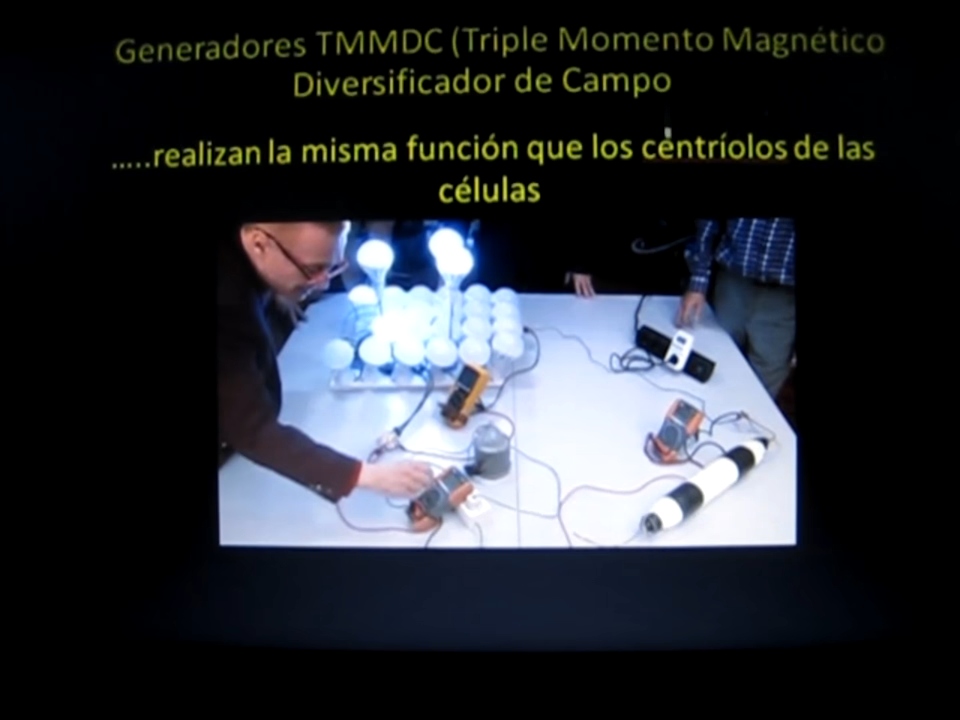 Generadores TMMDC (Triple Momento Magnético
Diversificador de Campo
.....realizan la misma función que los centríolos de las
células